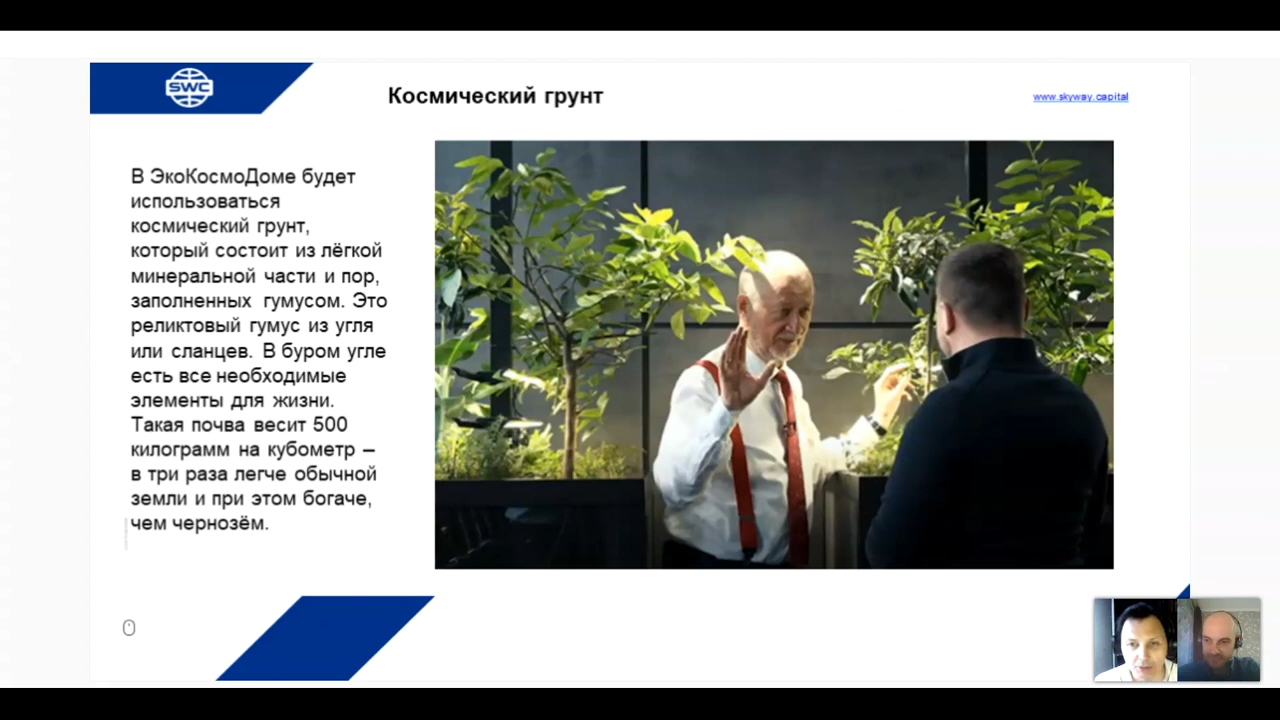 SWC
Космический грунт
www.skyway.capital
В ЭкоКосмоДоме будет
использоваться
космический грунт,
который состоит из лёгкой
минеральной части и пор,
заполненных гумусом. Это
реликтовый гумус из угля
или сланцев. В буром угле
есть все необходимые
элементы для жизни.
Такая почва весит 500
килограмм на кубометр –
в три раза легче обычной
земли и при этом богаче,
чем чернозём.